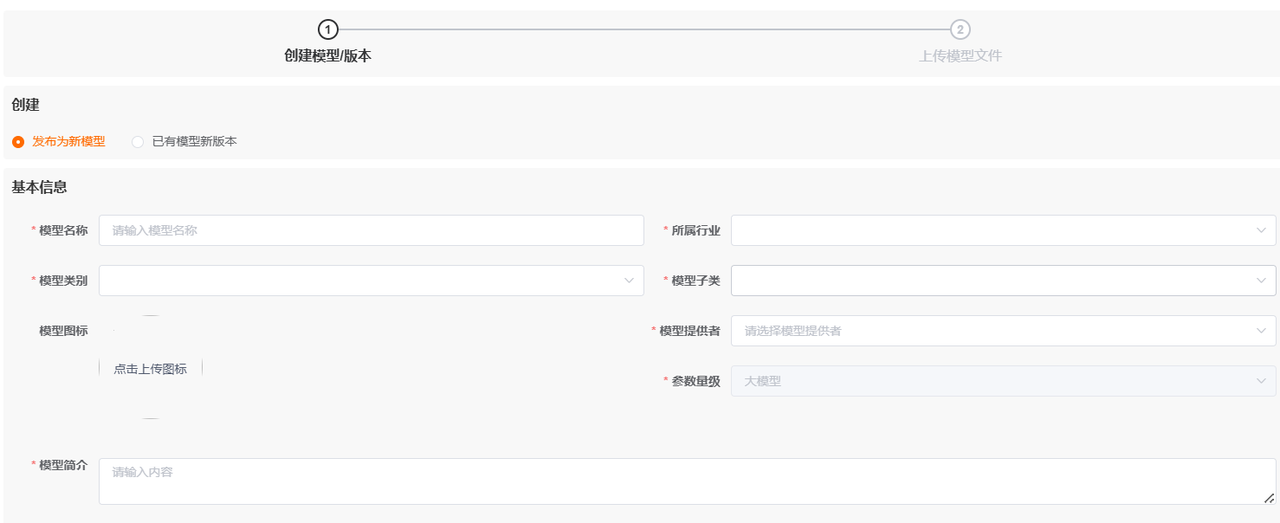 1
2
创建模型/版本
上传模型文件
创建
发布为新模型
已有模型新版本
基本信息
* 模型名称
请输入模型名称
* 所属行业
* 模型类别
* 模型子类
模型图标
点击上传图标
* 模型提供者
请选择模型提供者
* 参数量级
大模型
* 模型简介
请输入内容